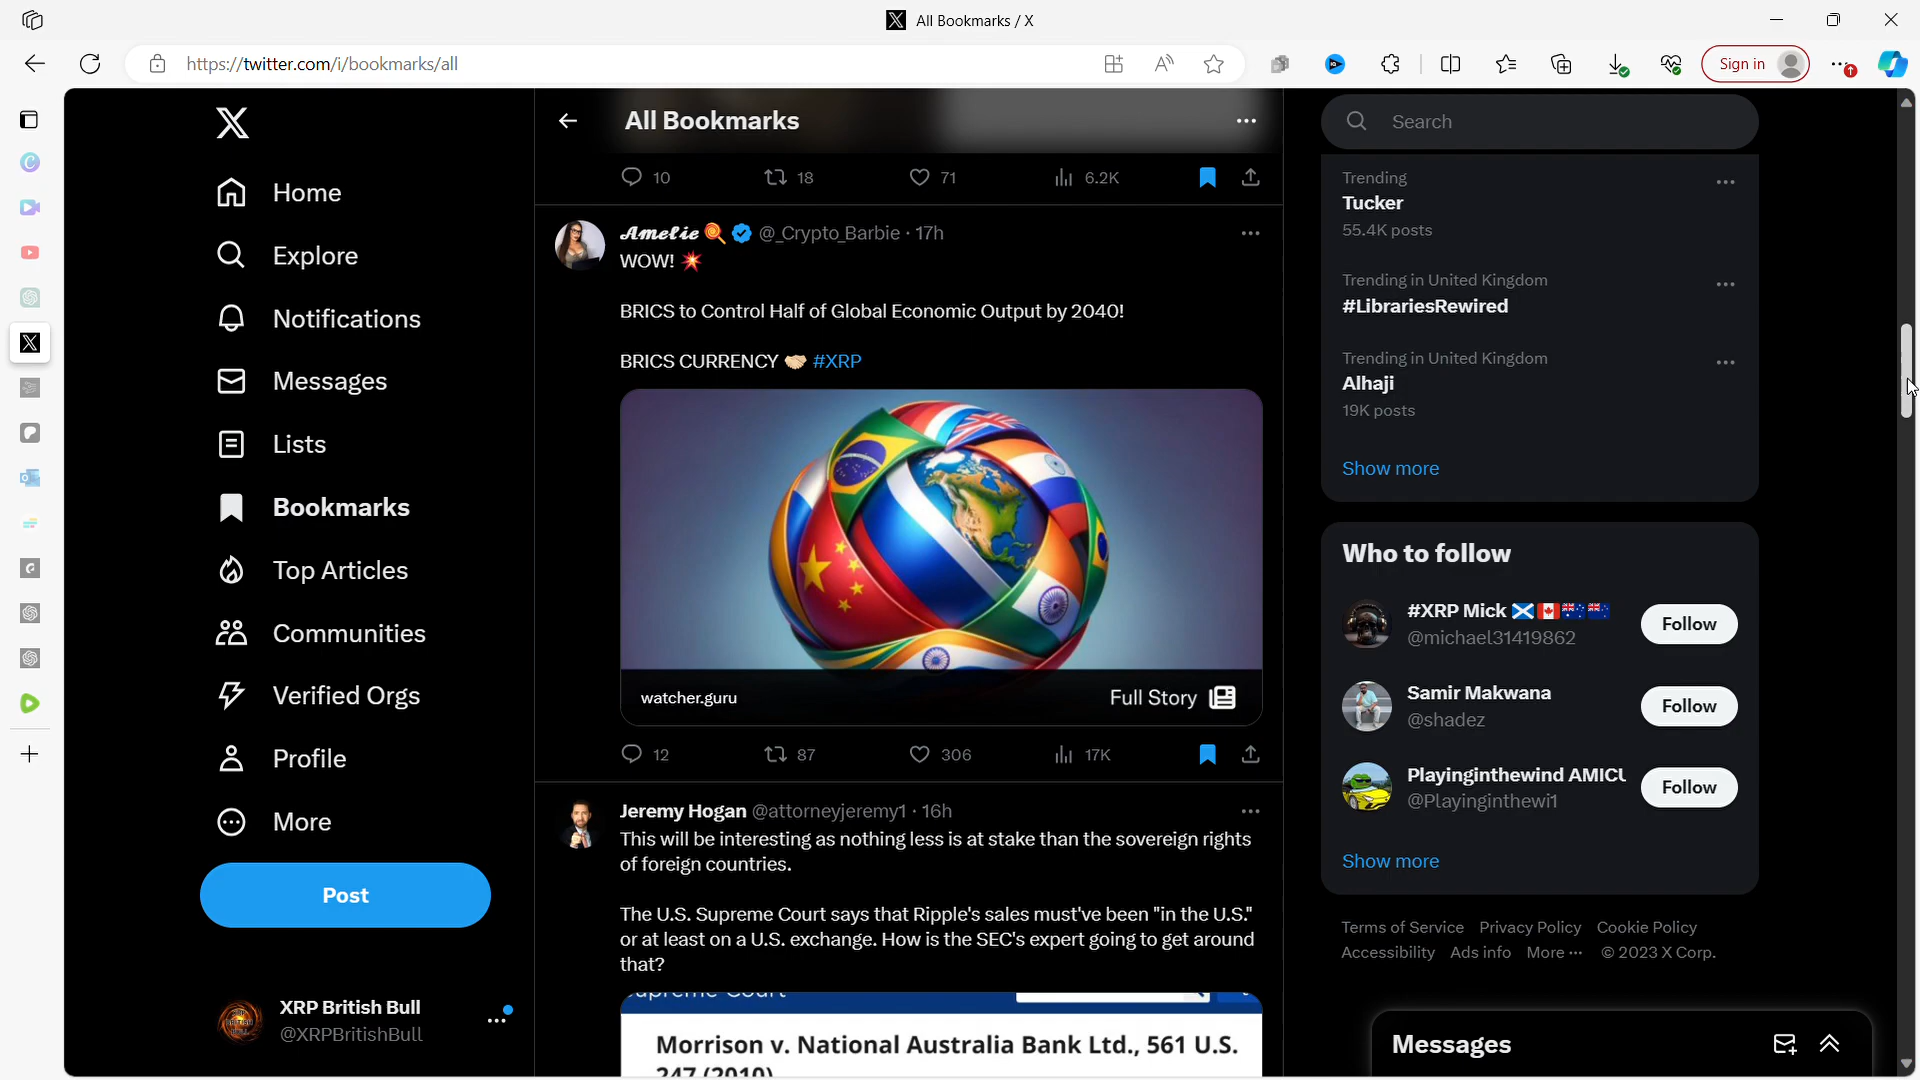 All Bookmarks / X
https://twitter.com/i/bookmarks/all
Sign in
Home
Explore
Notifications
Messages
Lists
Bookmarks
Top Articles
Communities
Verified Orgs
Profile
More
Post
XRP British Bull
@XRPBritishBull
All Bookmarks
10 18 71 6.2K
Amelie @_Crypto_Barbie · 17h
WOW! 💥
BRICS to Control Half of Global Economic Output by 2040!
BRICS CURRENCY 🤝 #XRP
watcher.guru Full Story
12 87 306 17K
Jeremy Hogan @attorneyjeremy1 · 16h
This will be interesting as nothing less is at stake than the sovereign rights
of foreign countries.
The U.S. Supreme Court says that Ripple's sales must've been "in the U.S."
or at least on a U.S. exchange. How is the SEC's expert going to get around
that?
Morrison v. National Australia Bank Ltd., 561 U.S.
247 (2010)
Search
Trending
Tucker
55.4K posts
Trending in United Kingdom
#LibrariesRewired
Trending in United Kingdom
Alhaji
19K posts
Show more
Who to follow
#XRP Mick
@michael31419862
Follow
Samir Makwana
@shadez
Follow
Playinginthewind AMICU
@Playinginthewi1
Follow
Show more
Terms of Service Privacy Policy Cookie Policy
Accessibility Ads info More ··· © 2023 X Corp.
Messages